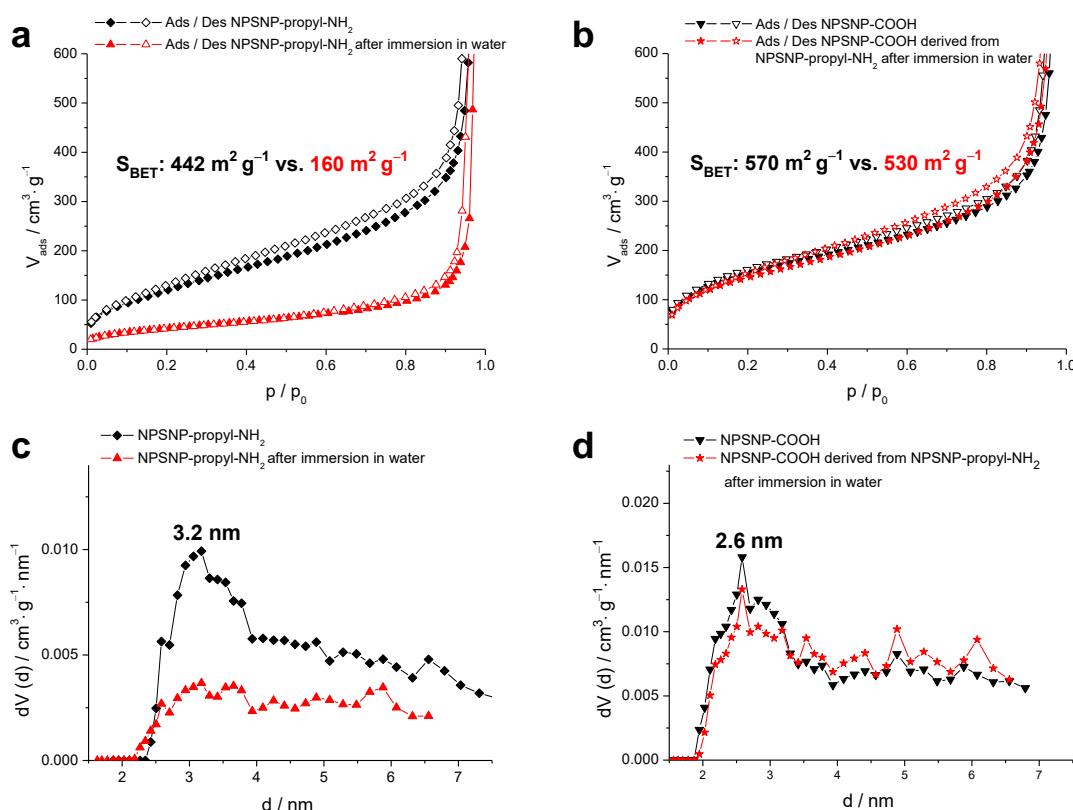 a
Ads / Des NPSNP-propyl-NH₂
Ads / Des NPSNP-propyl-NH₂ after immersion in water
600
500
400
300
200
100
0
V_ads / cm³· g⁻¹
S_BET: 442 m² g⁻¹ vs. 160 m² g⁻¹
0.0 0.2 0.4 0.6 0.8 1.0
p / p₀
b
Ads / Des NPSNP-COOH
Ads / Des NPSNP-COOH derived from
NPSNP-propyl-NH₂ after immersion in water
600
500
400
300
200
100
0
V_ads / cm³· g⁻¹
S_BET: 570 m² g⁻¹ vs. 530 m² g⁻¹
0.0 0.2 0.4 0.6 0.8 1.0
p / p₀
c
NPSNP-propyl-NH₂
NPSNP-propyl-NH₂ after immersion in water
0.010
0.005
0.000
dV (d) / cm³· g⁻¹· nm⁻¹
3.2 nm
2 3 4 5 6 7
d / nm
d
NPSNP-COOH
NPSNP-COOH derived from NPSNP-propyl-NH₂
after immersion in water
0.020
0.015
0.010
0.005
0.000
dV (d) / cm³· g⁻¹· nm⁻¹
2.6 nm
2 3 4 5 6 7
d / nm